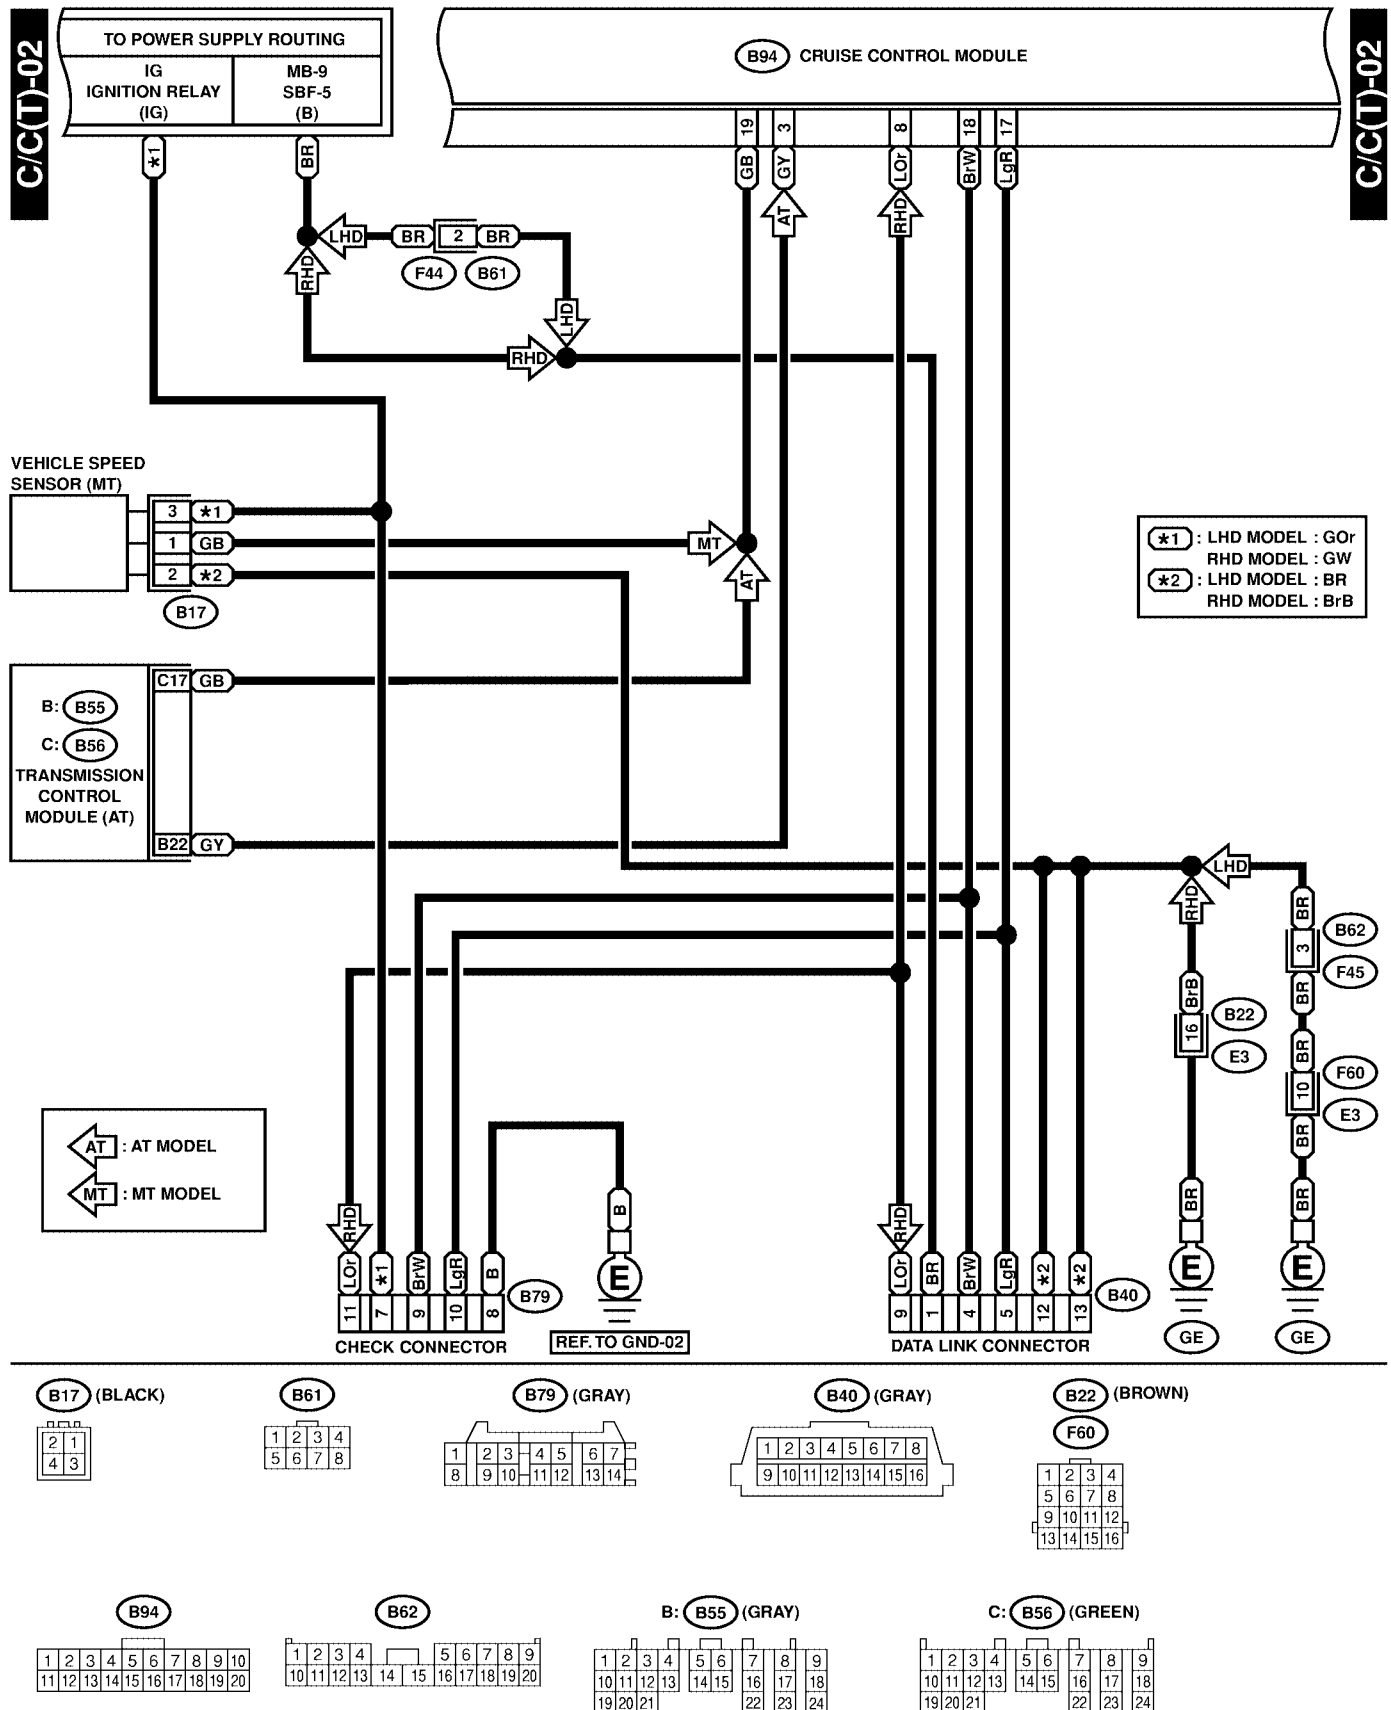 C/C(T)-02
C/C(T)-02
TO POWER SUPPLY ROUTING
IG
IGNITION RELAY
(IG)
MB-9
SBF-5
(B)
B94 CRUISE CONTROL MODULE
19 3 8 18 17
*1 BR GB GY LOr BrW LgR
AT RHD
LHD BR 2 BR
F44 B61
RHD
LHD
RHD
VEHICLE SPEED
SENSOR (MT)
3 *1
1 GB MT
2 *2
AT
B17
*1 : LHD MODEL : GOr
RHD MODEL : GW
*2 : LHD MODEL : BR
RHD MODEL : BrB
C17 GB
B: B55
C: B56
TRANSMISSION
CONTROL
MODULE (AT)
B22 GY
LHD
RHD
BR
3 B62
F45
BR
BrB
16 B22
E3
BR
10 F60
E3
BR
BR BR
E E
GE GE
AT : AT MODEL
MT : MT MODEL
RHD
LOr *1 BrW LgR B
11 7 9 10 8
B79
CHECK CONNECTOR
B
E
REF. TO GND-02
RHD
LOr BR BrW LgR *2 *2
9 1 4 5 12 13
B40
DATA LINK CONNECTOR
B17 (BLACK)
2 1
4 3
B61
1 2 3 4
5 6 7 8
B79 (GRAY)
1 2 3 4 5 6 7
8 9 10 11 12 13 14
B40 (GRAY)
1 2 3 4 5 6 7 8
9 10 11 12 13 14 15 16
B22 (BROWN)
F60
1 2 3 4
5 6 7 8
9 10 11 12
13 14 15 16
B94
1 2 3 4 5 6 7 8 9 10
11 12 13 14 15 16 17 18 19 20
B62
1 2 3 4 5 6 7 8 9
10 11 12 13 14 15 16 17 18 19 20
B: B55 (GRAY)
1 2 3 4 5 6 7 8 9
10 11 12 13 14 15 16 17 18
19 20 21 22 23 24
C: B56 (GREEN)
1 2 3 4 5 6 7 8 9
10 11 12 13 14 15 16 17 18
19 20 21 22 23 24